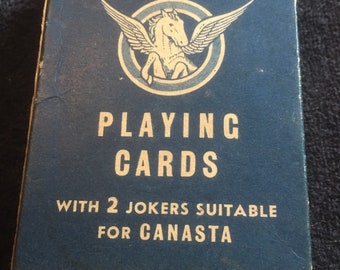 PLAYING
CARDS
WITH 2 JOKERS SUITABLE
FOR CANASTA